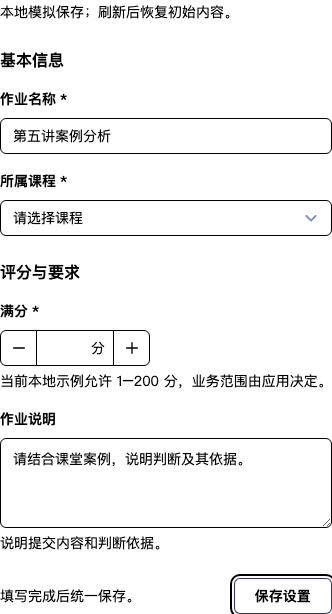 本地模拟保存；刷新后恢复初始内容。
基本信息
作业名称 *
第五讲案例分析
所属课程 *
请选择课程
评分与要求
满分 *
− 分 +
当前本地示例允许 1—200 分，业务范围由应用决定。
作业说明
请结合课堂案例，说明判断及其依据。
说明提交内容和判断依据。
填写完成后统一保存。
保存设置